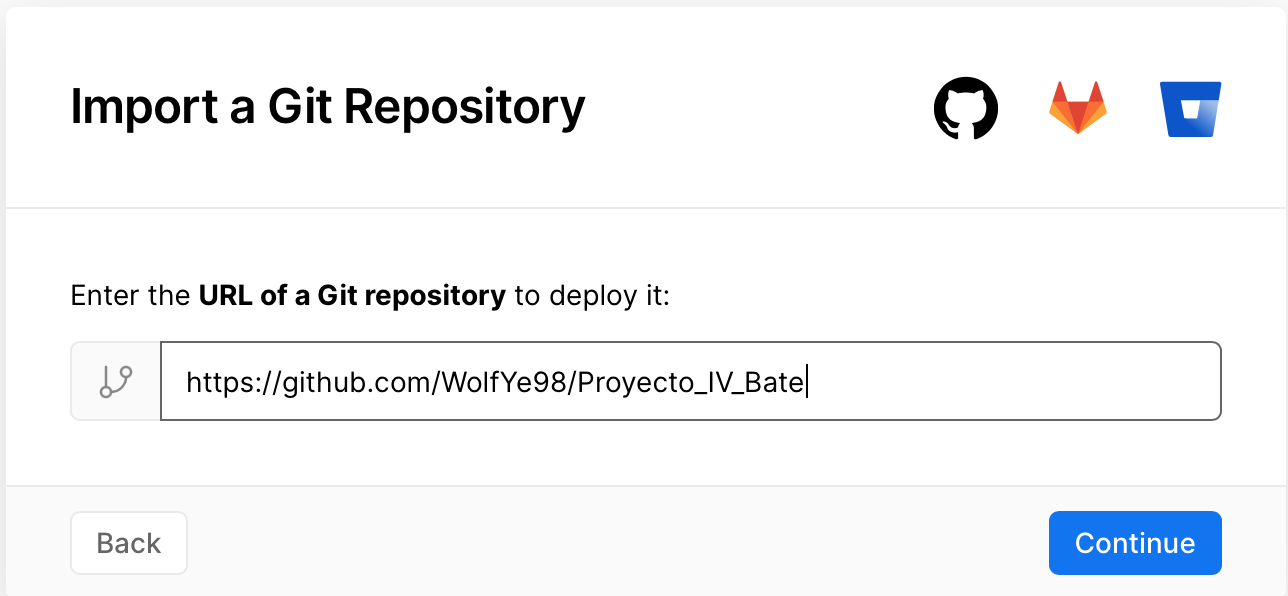 Import a Git Repository
Enter the URL of a Git repository to deploy it:
https://github.com/WolfYe98/Proyecto_IV_Bate
Back
Continue